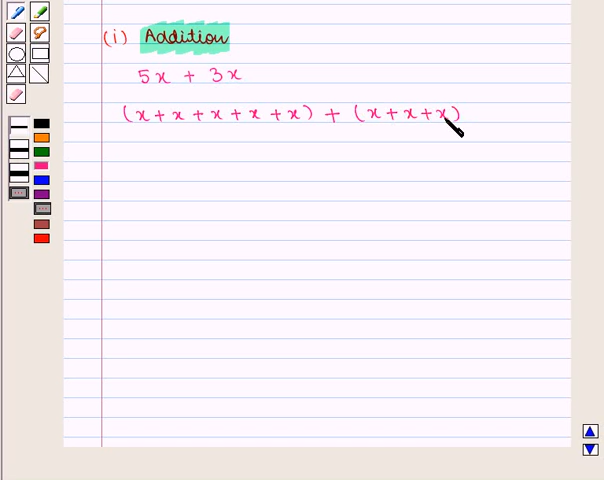 (i) Addition
5x + 3x
(x + x + x + x + x) + (x + x + x)